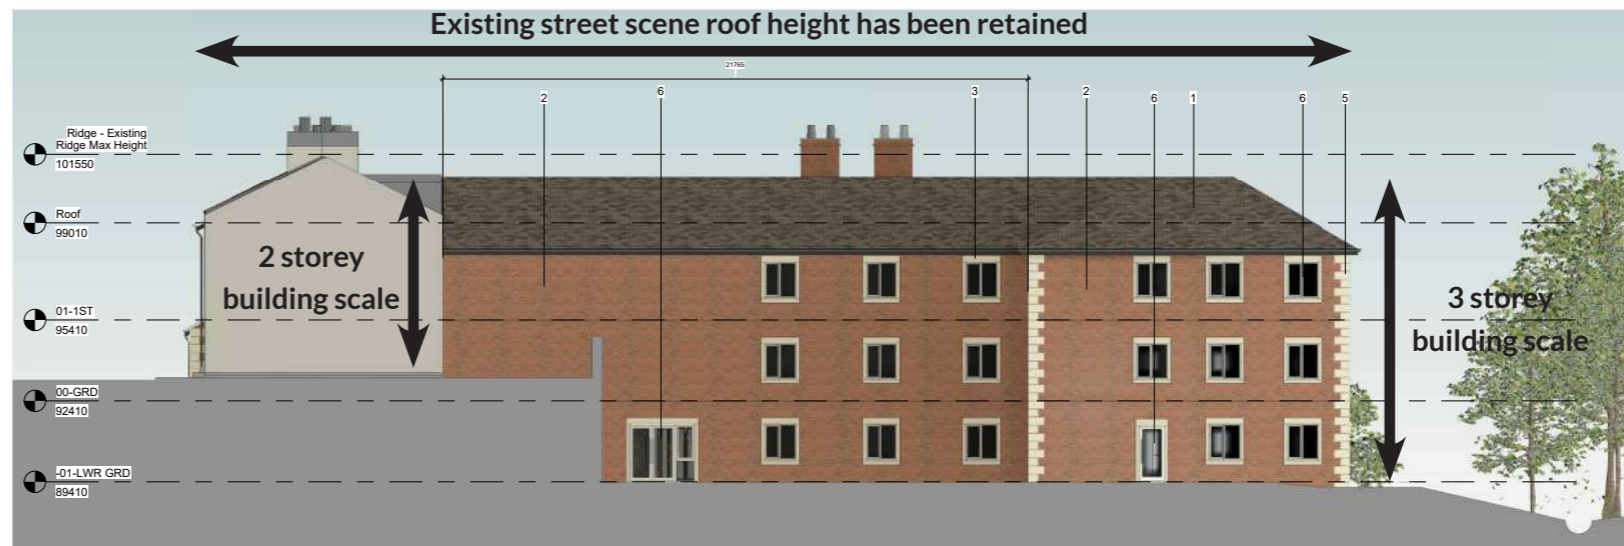 Existing street scene roof height has been retained
21765
2
6
3
2
6
1
6
5
Ridge - Existing
Ridge Max Height
101550
Roof
99010
2 storey
building scale
01-1ST
95410
3 storey
building scale
00-GRD
92410
-01-LWR GRD
89410